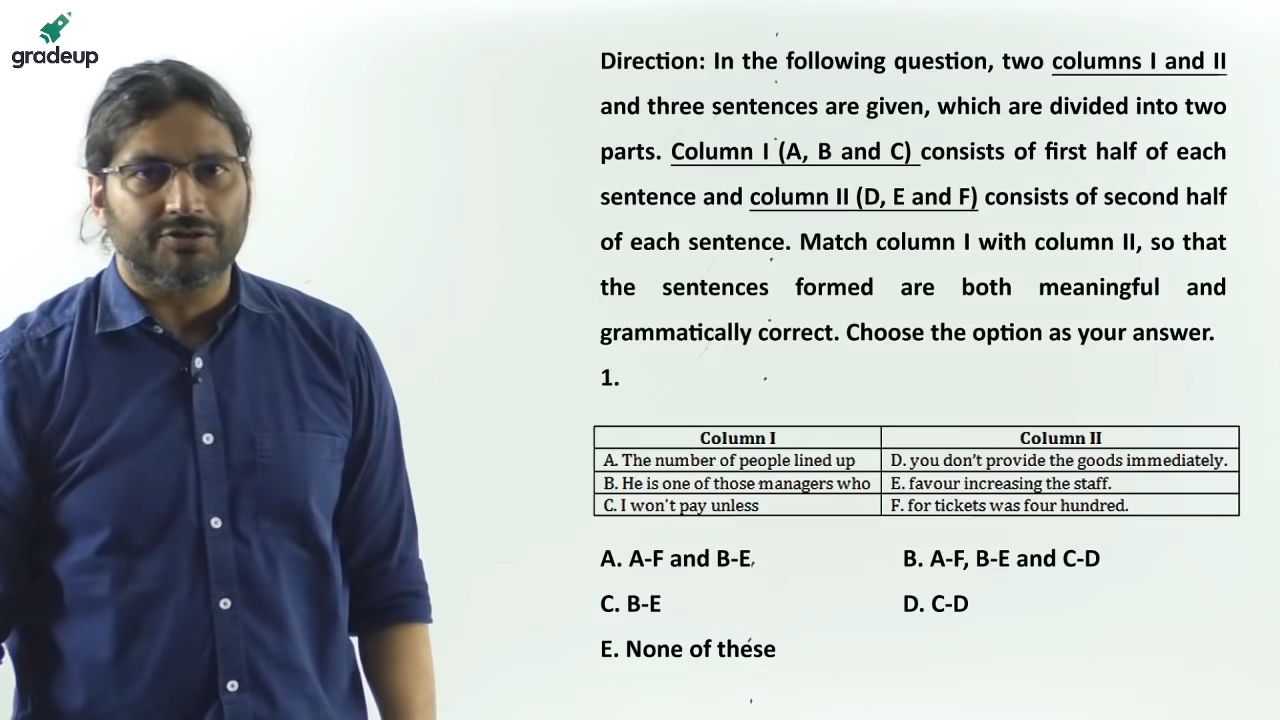 gradeup
Direction: In the following question, two columns I and II
and three sentences are given, which are divided into two
parts. Column I (A, B and C) consists of first half of each
sentence and column II (D, E and F) consists of second half
of each sentence. Match column I with column II, so that
the sentences formed are both meaningful and
grammatically correct. Choose the option as your answer.
1.
Column I Column II
A. The number of people lined up D. you don't provide the goods immediately.
B. He is one of those managers who E. favour increasing the staff.
C. I won't pay unless F. for tickets was four hundred.
A. A-F and B-E B. A-F, B-E and C-D
C. B-E D. C-D
E. None of these